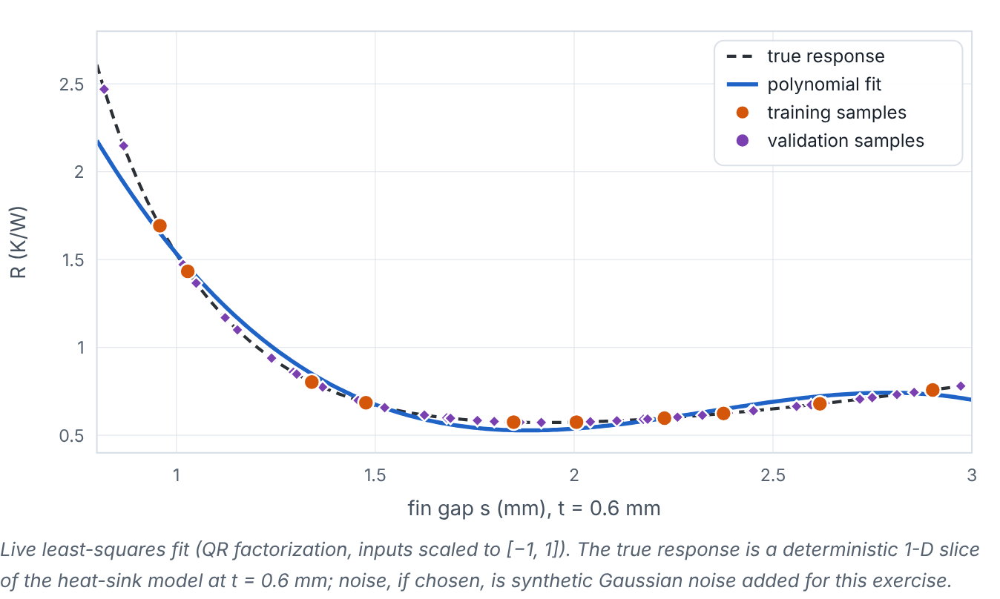 true response
polynomial fit
training samples
validation samples
2.5
2
1.5
1
0.5
R (K/W)
1
1.5
2
2.5
3
fin gap s (mm), t = 0.6 mm
Live least-squares fit (QR factorization, inputs scaled to [−1, 1]). The true response is a deterministic 1-D slice
of the heat-sink model at t = 0.6 mm; noise, if chosen, is synthetic Gaussian noise added for this exercise.